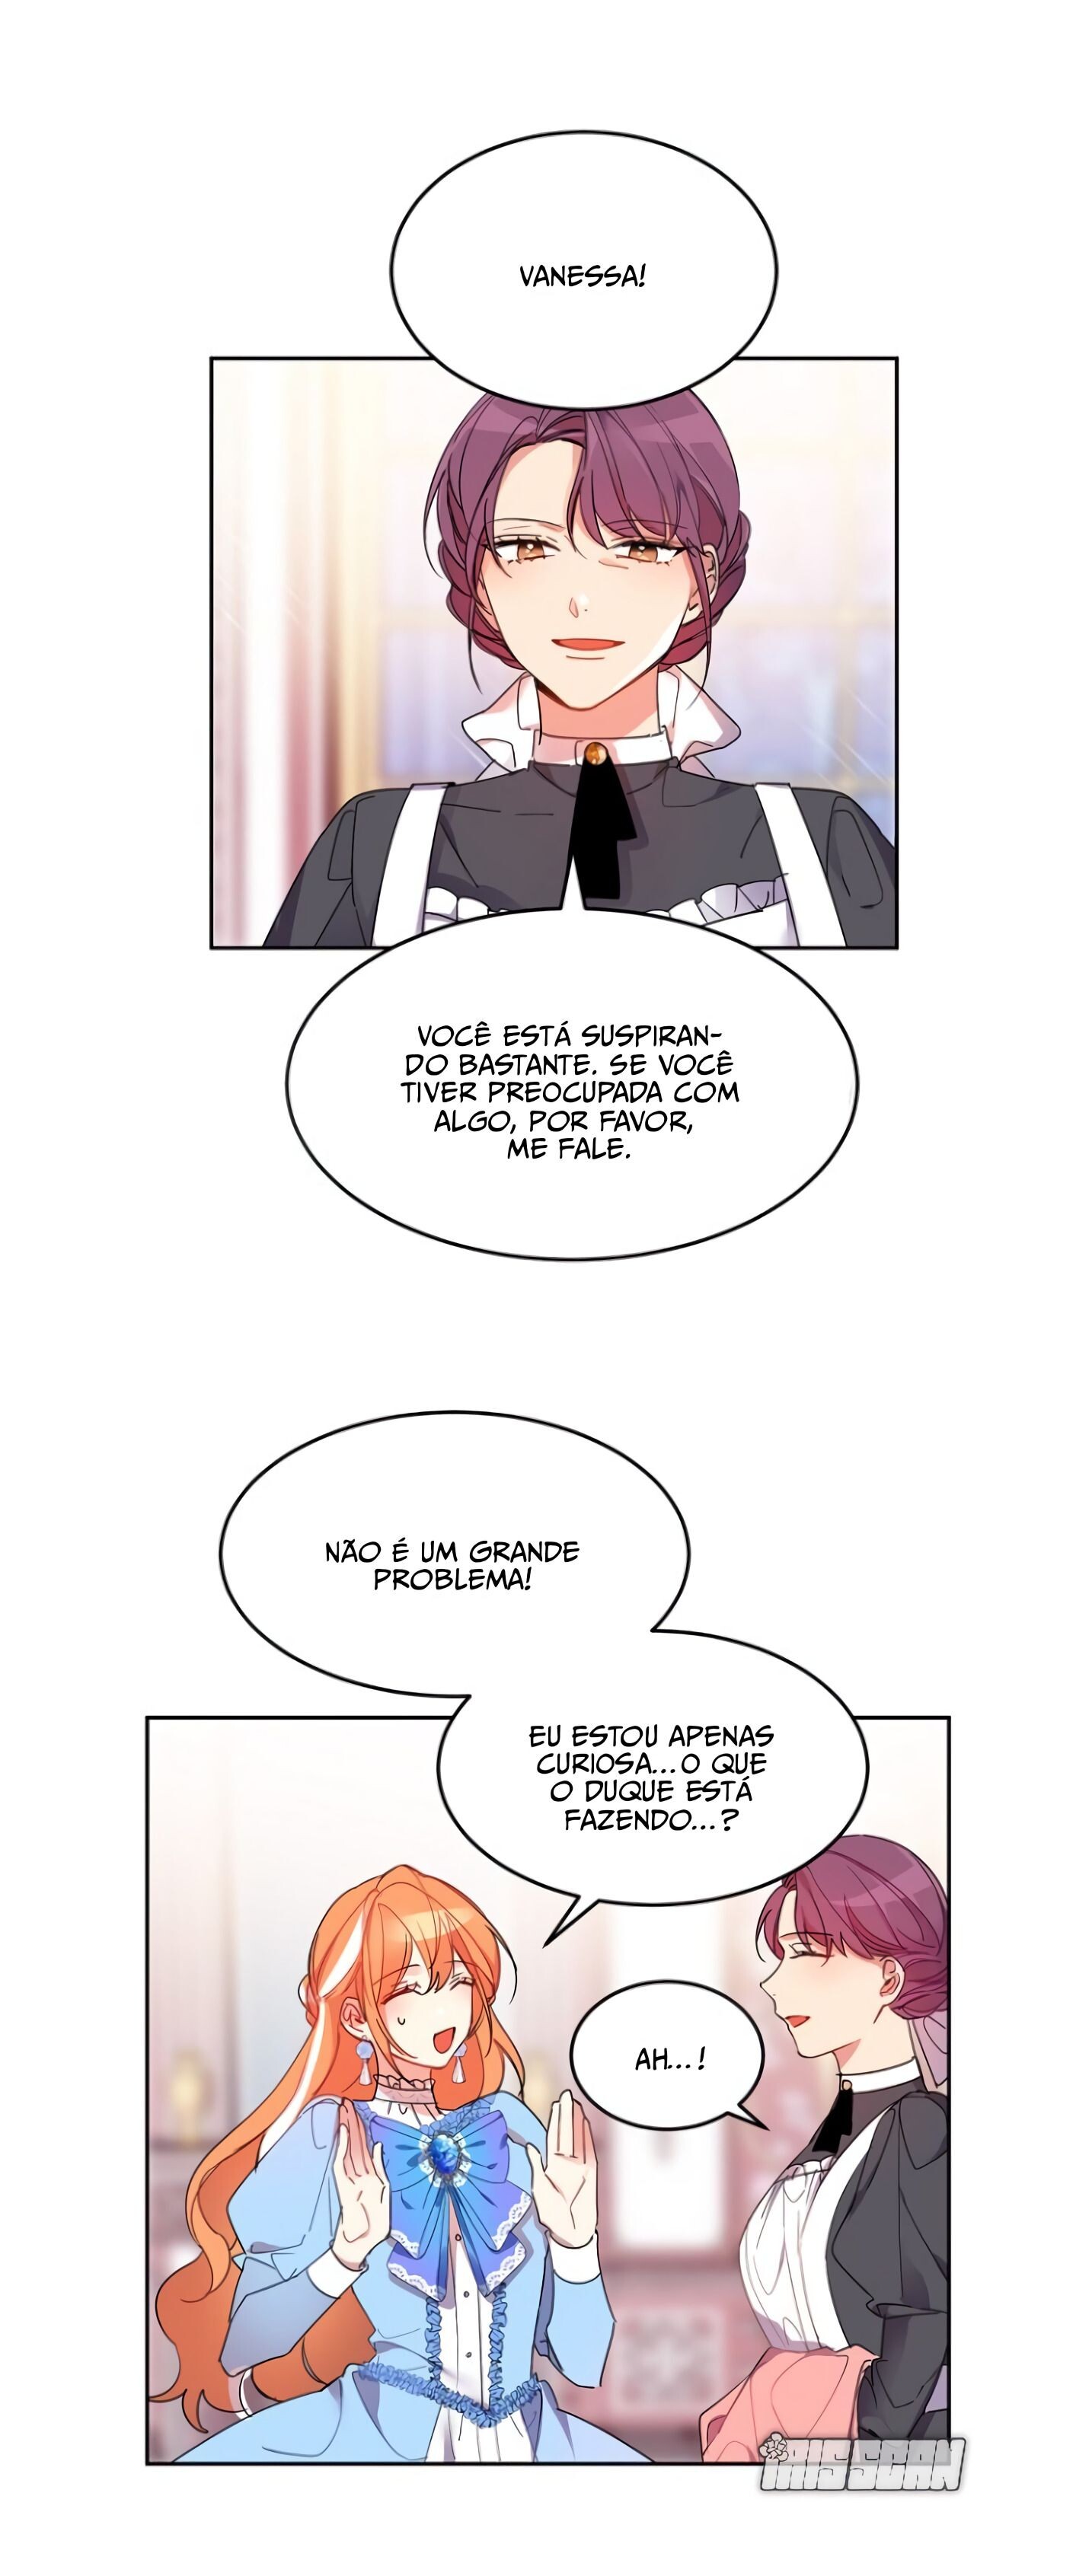 VANESSA!
VOCÊ ESTÁ SUSPIRAN-
DO BASTANTE. SE VOCÊ
TIVER PREOCUPADA COM
ALGO, POR FAVOR,
ME FALE.
NÃO É UM GRANDE
PROBLEMA!
EU ESTOU APENAS
CURIOSA...O QUE
O DUQUE ESTÁ
FAZENDO...?
AH...!